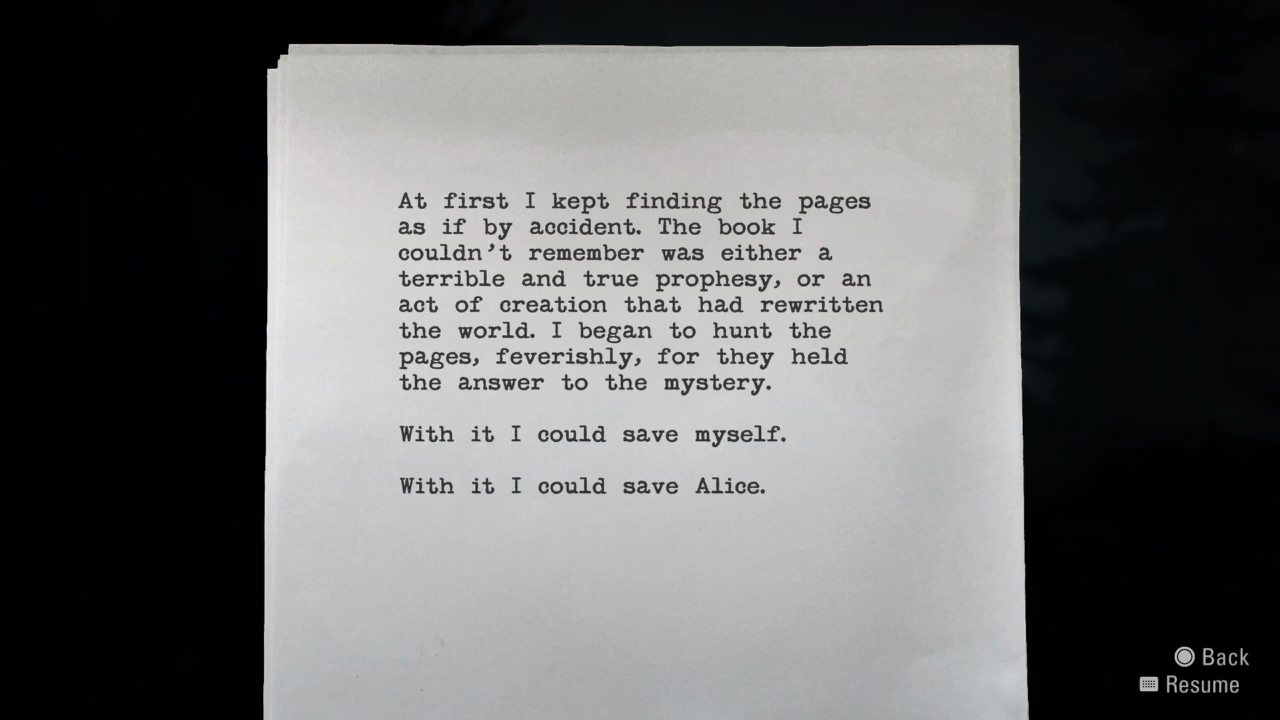 At first I kept finding the pages
as if by accident. The book I
couldn't remember was either a
terrible and true prophesy, or an
act of creation that had rewritten
the world. I began to hunt the
pages, feverishly, for they held
the answer to the mystery.
With it I could save myself.
With it I could save Alice.
Back
Resume